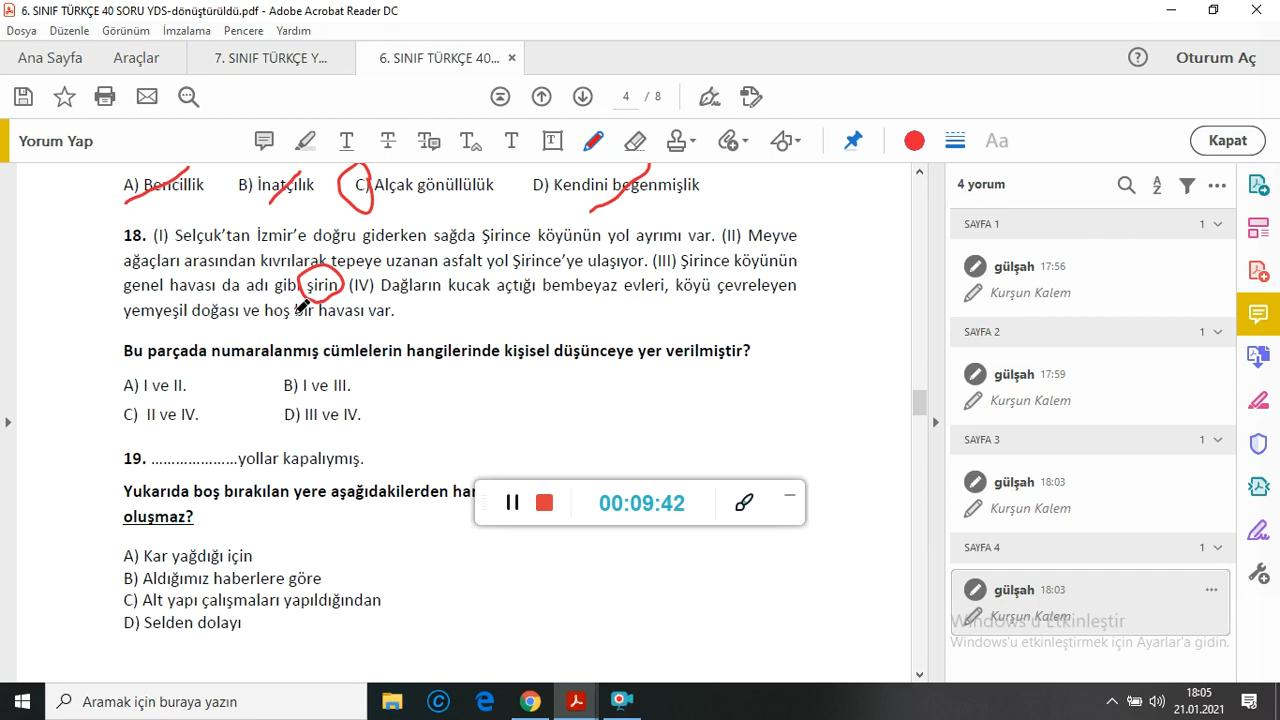 6. SINIF TÜRKÇE 40 SORU YDS-dönüştürüldü.pdf - Adobe Acrobat Reader DC
Dosya Düzenle Görünüm İmzalama Pencere Yardım
Ana Sayfa Araçlar 7. SINIF TÜRKÇE Y... 6. SINIF TÜRKÇE 40... × ? Oturum Aç
4 / 8
Yorum Yap Aa Kapat
A) Bencillik B) İnatçılık C) Alçak gönüllülük D) Kendini beğenmişlik
18. (I) Selçuk’tan İzmir’e doğru giderken sağda Şirince köyünün yol ayrımı var. (II) Meyve
ağaçları arasından kıvrılarak tepeye uzanan asfalt yol Şirince’ye ulaşıyor. (III) Şirince köyünün
genel havası da adı gibi şirin. (IV) Dağların kucak açtığı bembeyaz evleri, köyü çevreleyen
yemyeşil doğası ve hoş bir havası var.
Bu parçada numaralanmış cümlelerin hangilerinde kişisel düşünceye yer verilmiştir?
A) I ve II. B) I ve III.
C) II ve IV. D) III ve IV.
19. …………………yollar kapalıymış.
Yukarıda boş bırakılan yere aşağıdakilerden
oluşmaz?
A) Kar yağdığı için
B) Aldığımız haberlere göre
C) Alt yapı çalışmaları yapıldığından
D) Selden dolayı
00:09:42
4 yorum
SAYFA 1 1
gülşah 17:56
Kurşun Kalem
SAYFA 2 1
gülşah 17:59
Kurşun Kalem
SAYFA 3 1
gülşah 18:03
Kurşun Kalem
SAYFA 4 1
gülşah 18:03
Kurşun Kalem
Windows'u Etkinleştir
Windows'u etkinleştirmek için Ayarlar'a gidin.
Aramak için buraya yazın
18:05
21.01.2021